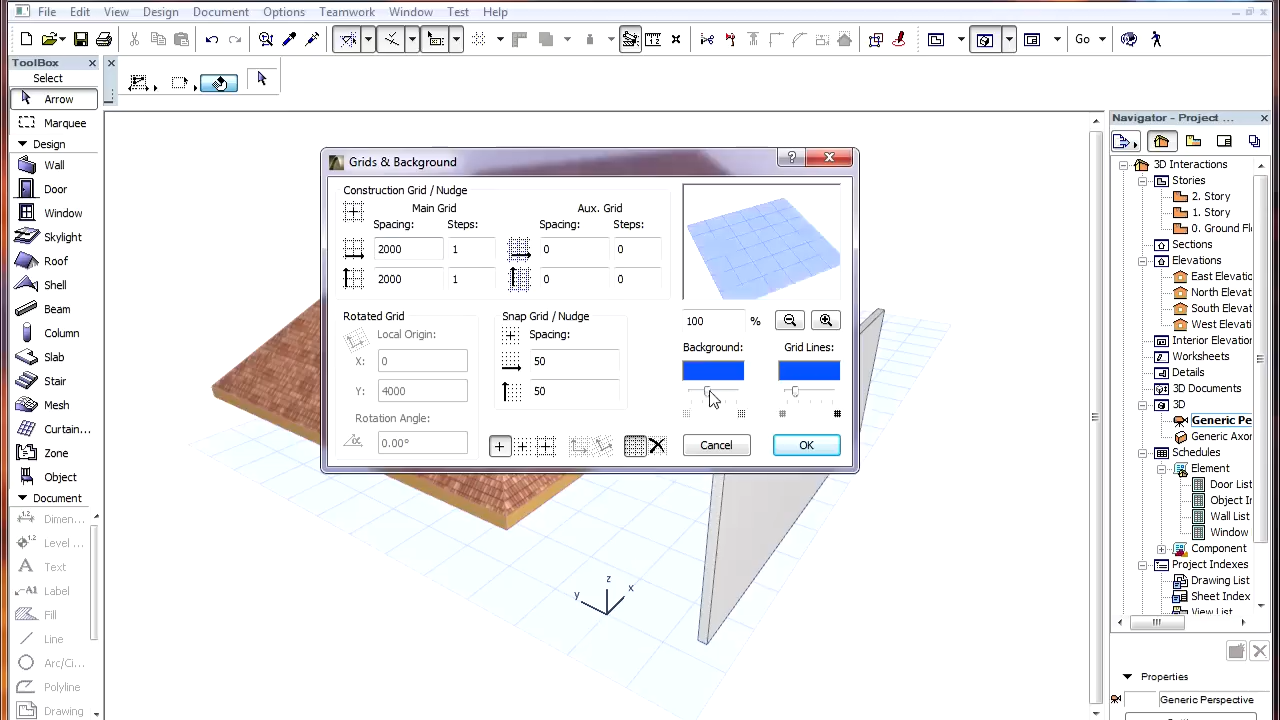 File Edit View Design Document Options Teamwork Window Test Help
Go
ToolBox
Select
Arrow
Marquee
Design
Wall
Door
Window
Skylight
Roof
Shell
Beam
Column
Slab
Stair
Mesh
Curtain...
Zone
Object
Document
Dimen...
Level ...
A1 Label
Text
Fill
Line
Arc/Ci...
Polyline
Drawing
Grids & Background
Construction Grid / Nudge
Main Grid Aux. Grid
Spacing: Steps: Spacing: Steps:
2000 1 0 0
2000 1 0 0
Rotated Grid
Local Origin:
X: 0
Y: 4000
Rotation Angle:
0.00°
Snap Grid / Nudge
Spacing:
50
50
100 %
Background: Grid Lines:
Cancel OK
z
y x
Navigator - Project ...
3D Interactions
Stories
2. Story
1. Story
0. Ground Fl
Sections
Elevations
East Elevatio
North Elevat
South Elevat
West Elevati
Interior Elevatio
Worksheets
Details
3D Documents
3D
Generic Pe
Generic Axor
Schedules
Element
Door List
Object In
Wall List
Window
Component
Project Indexes
Drawing List
Sheet Index
View List
Properties
Generic Perspective